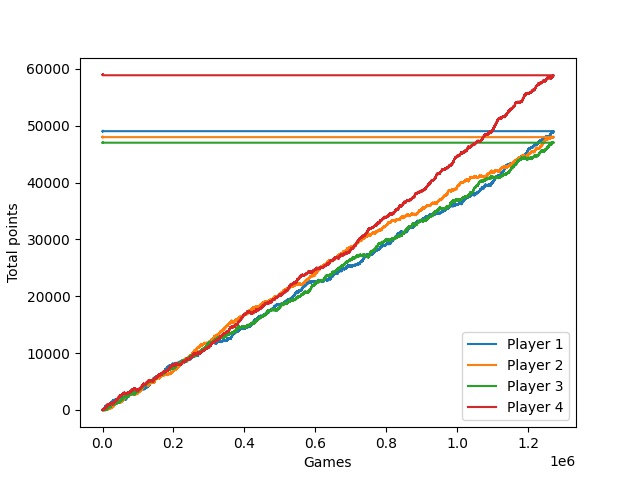 60000
50000
40000
30000
20000
10000
0
Total points
0.0 0.2 0.4 0.6 0.8 1.0 1.2
1e6
Games
Player 1
Player 2
Player 3
Player 4